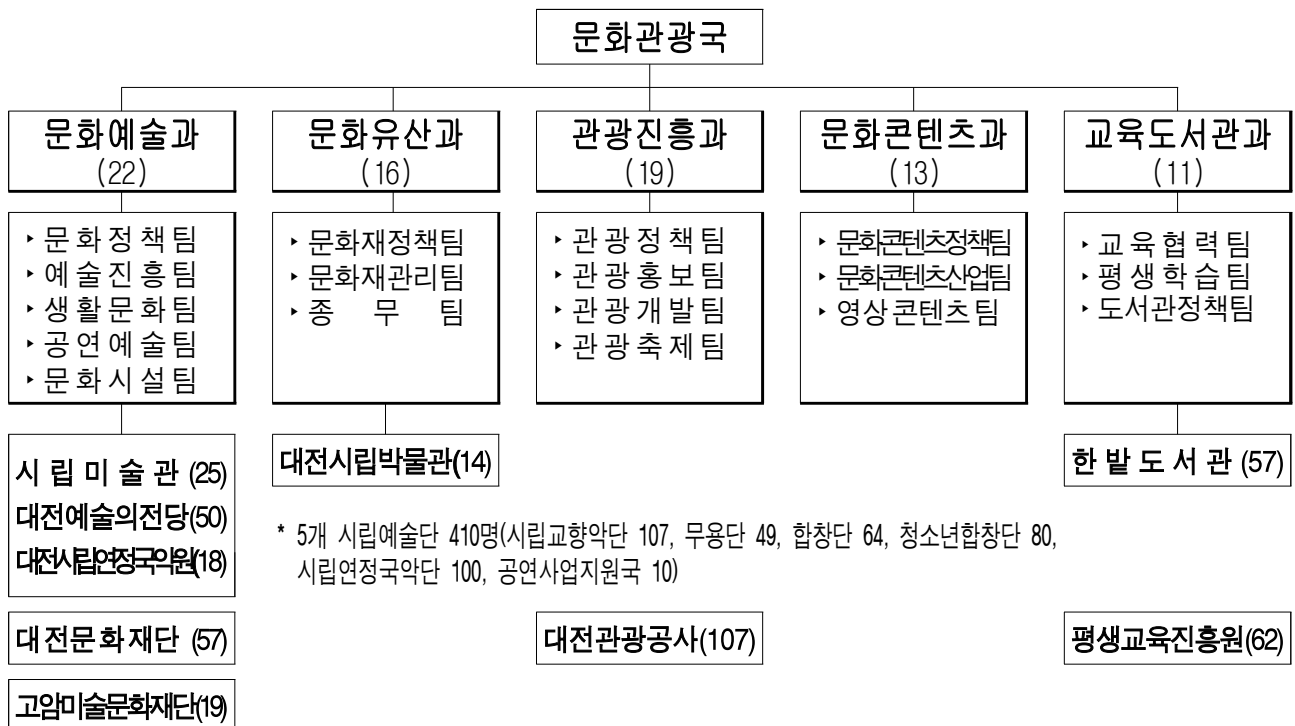 문화관광국
문화예술과
(22)
문화유산과
(16)
관광진흥과
(19)
문화콘텐츠과
(13)
교육도서관과
(11)
‣ 문화정책팀
‣ 예술진흥팀
‣ 생활문화팀
‣ 공연예술팀
‣ 문화시설팀
‣ 문화재정책팀
‣ 문화재관리팀
‣ 종 무 팀
‣ 관광정책팀
‣ 관광홍보팀
‣ 관광개발팀
‣ 관광축제팀
‣ 문화콘텐츠정책팀
‣ 문화콘텐츠산업팀
‣ 영상콘텐츠팀
‣ 교육협력팀
‣ 평생학습팀
‣ 도서관정책팀
시립미술관 (25)
대전예술의전당(50)
대전시립연정국악원(18)
대전시립박물관(14)
한밭도서관 (57)
* 5개 시립예술단 410명(시립교향악단 107, 무용단 49, 합창단 64, 청소년합창단 80,
시립연정국악단 100, 공연사업지원국 10)
대전문화재단 (57)
대전관광공사(107)
평생교육진흥원(62)
고암미술문화재단(19)